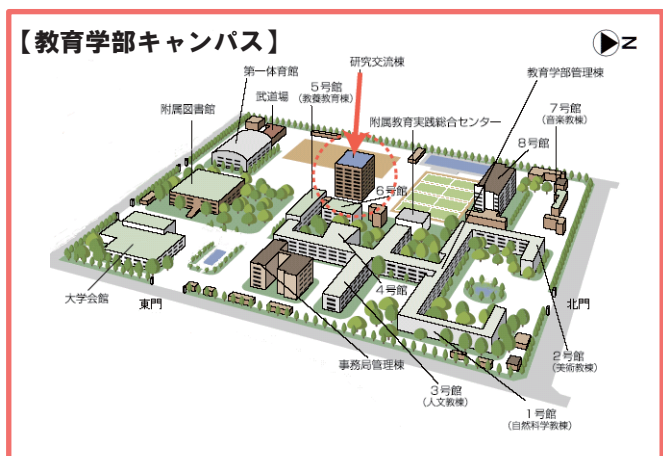 【教育学部キャンパス】
N
研究交流棟
第一体育館
5号館
(教養教育棟)
教育学部管理棟
武道場
附属図書館
附属教育実践総合センター
7号館
(音楽教棟)
8号館
6号館
4号館
大学会館
東門
北門
事務局管理棟
2号館
(美術教棟)
3号館
(人文教棟)
1号館
(自然科学教棟)